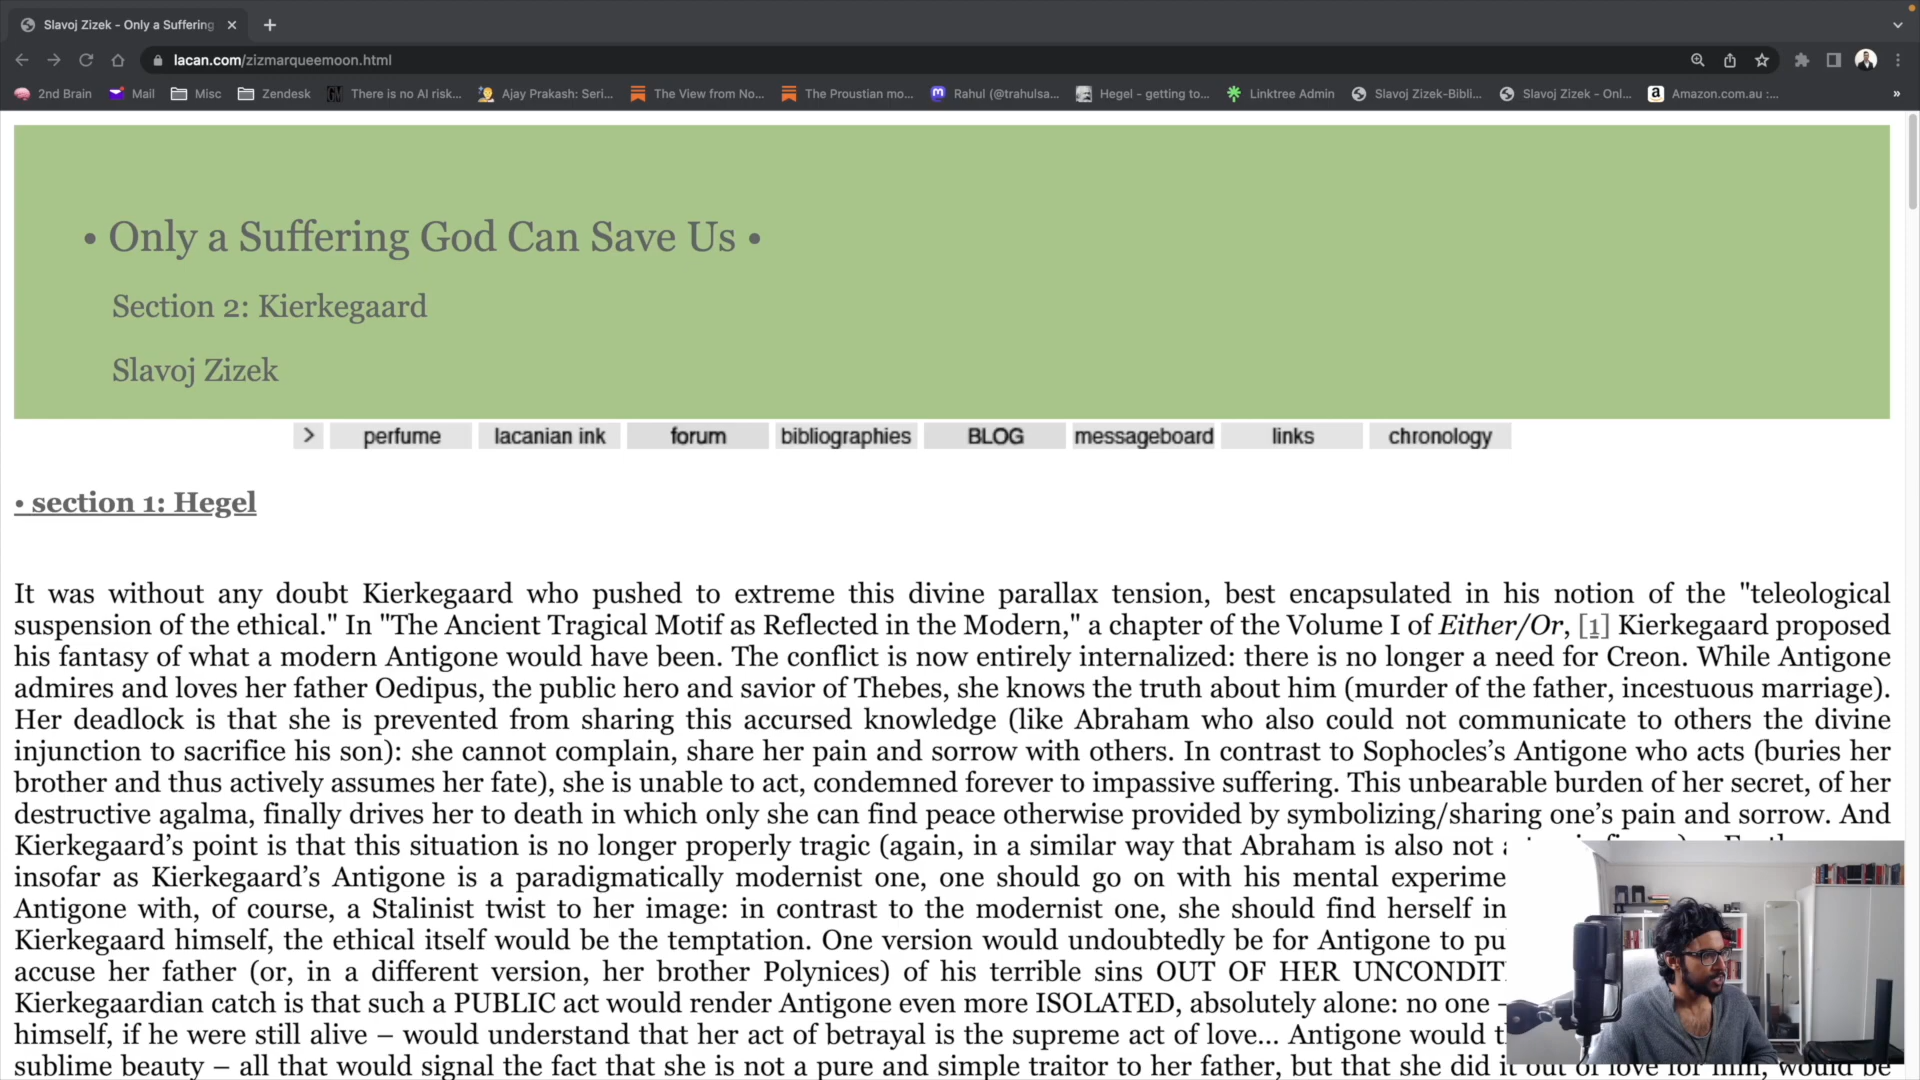 Slavoj Zizek - Only a Suffering
lacan.com/zizmarqueemoon.html
2nd Brain Mail Misc Zendesk There is no AI risk... Ajay Prakash: Seri... The View from No... The Proustian mo... Rahul (@trahulsa... Hegel - getting to... Linktree Admin Slavoj Zizek-Bibli... Slavoj Zizek - Onl... Amazon.com.au :... »
• Only a Suffering God Can Save Us •
Section 2: Kierkegaard
Slavoj Zizek
> perfume lacanian ink forum bibliographies BLOG messageboard links chronology
• section 1: Hegel
It was without any doubt Kierkegaard who pushed to extreme this divine parallax tension, best encapsulated in his notion of the "teleological
suspension of the ethical." In "The Ancient Tragical Motif as Reflected in the Modern," a chapter of the Volume I of Either/Or, [1] Kierkegaard proposed
his fantasy of what a modern Antigone would have been. The conflict is now entirely internalized: there is no longer a need for Creon. While Antigone
admires and loves her father Oedipus, the public hero and savior of Thebes, she knows the truth about him (murder of the father, incestuous marriage).
Her deadlock is that she is prevented from sharing this accursed knowledge (like Abraham who also could not communicate to others the divine
injunction to sacrifice his son): she cannot complain, share her pain and sorrow with others. In contrast to Sophocles's Antigone who acts (buries her
brother and thus actively assumes her fate), she is unable to act, condemned forever to impassive suffering. This unbearable burden of her secret, of her
destructive agalma, finally drives her to death in which only she can find peace otherwise provided by symbolizing/sharing one's pain and sorrow. And
Kierkegaard's point is that this situation is no longer properly tragic (again, in a similar way that Abraham is also not
insofar as Kierkegaard's Antigone is a paradigmatically modernist one, one should go on with his mental experime
Antigone with, of course, a Stalinist twist to her image: in contrast to the modernist one, she should find herself in
Kierkegaard himself, the ethical itself would be the temptation. One version would undoubtedly be for Antigone to pu
accuse her father (or, in a different version, her brother Polynices) of his terrible sins OUT OF HER UNCONDIT
Kierkegaardian catch is that such a PUBLIC act would render Antigone even more ISOLATED, absolutely alone: no one –
himself, if he were still alive – would understand that her act of betrayal is the supreme act of love... Antigone would
sublime beauty – all that would signal the fact that she is not a pure and simple traitor to her father, but that she did it out of love for him, would be